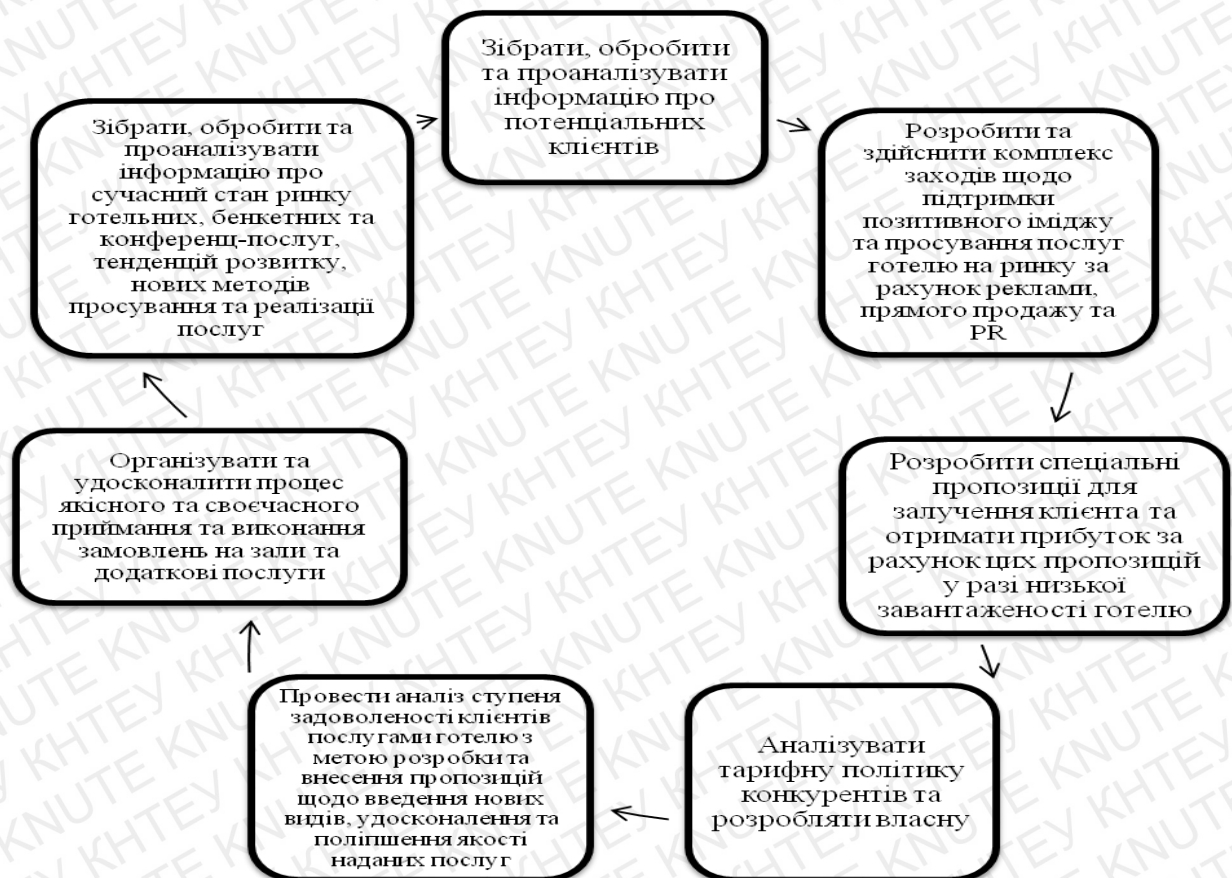 Зібрати, обробити
та проаналізувати
інформацію про
потенціальних
клієнтів
Розробити та
здійснити комплекс
заходів щодо
підтримки
позитивного іміджу
та просування послуг
готелю на ринку за
рахунок реклами,
прямого продажу та
PR
Розробити спеціальні
пропозиції для
залучення клієнта та
отримати прибуток за
рахунок цих пропозицій
у разі низької
завантаженості готелю
Аналізувати
тарифну політику
конкурентів та
розробляти власну
Провести аналіз ступеня
задоволеності клієнтів
послугами готелю з
метою розробки та
внесення пропозицій
щодо введення нових
видів, удосконалення та
поліпшення якості
наданих послуг
Організувати та
удосконалити процес
якісного та своєчасного
приймання та виконання
замовлень на зали та
додаткові послуги
Зібрати, обробити та
проаналізувати
інформацію про
сучасний стан ринку
готельних, бенкетних та
конференц-послуг,
тенденцій розвитку,
нових методів
просування та реалізації
послуг